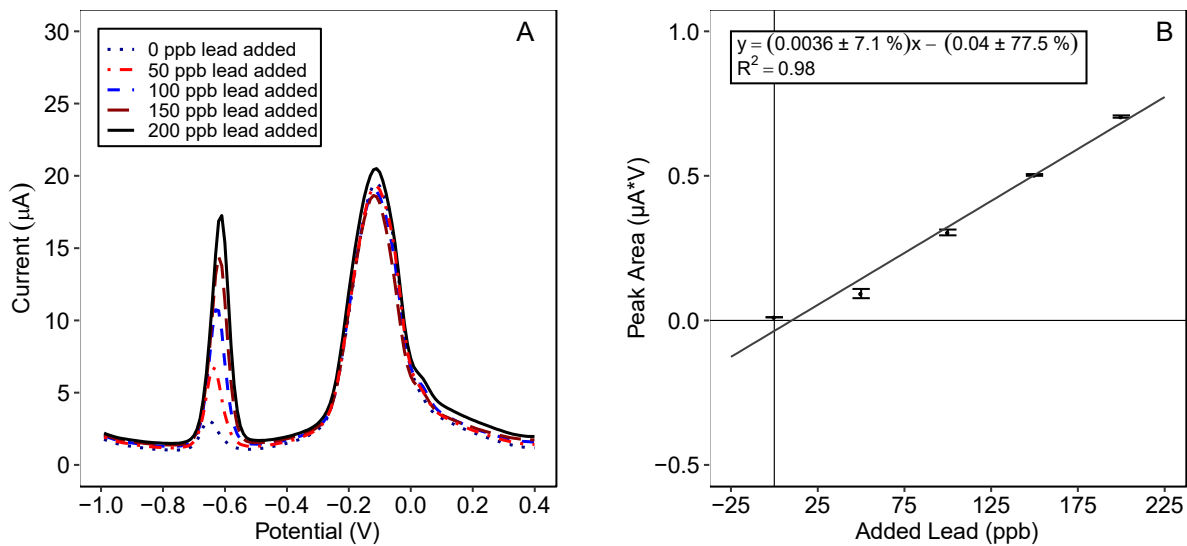 A
30
25
20
15
10
5
0
Current (μA)
0 ppb lead added
50 ppb lead added
100 ppb lead added
150 ppb lead added
200 ppb lead added
−1.0 −0.8 −0.6 −0.4 −0.2 0.0 0.2 0.4
Potential (V)
B
1.0
0.5
0.0
−0.5
Peak Area (μA*V)
y = (0.0036 ± 7.1 %)x − (0.04 ± 77.5 %)
R² = 0.98
−25 25 75 125 175 225
Added Lead (ppb)